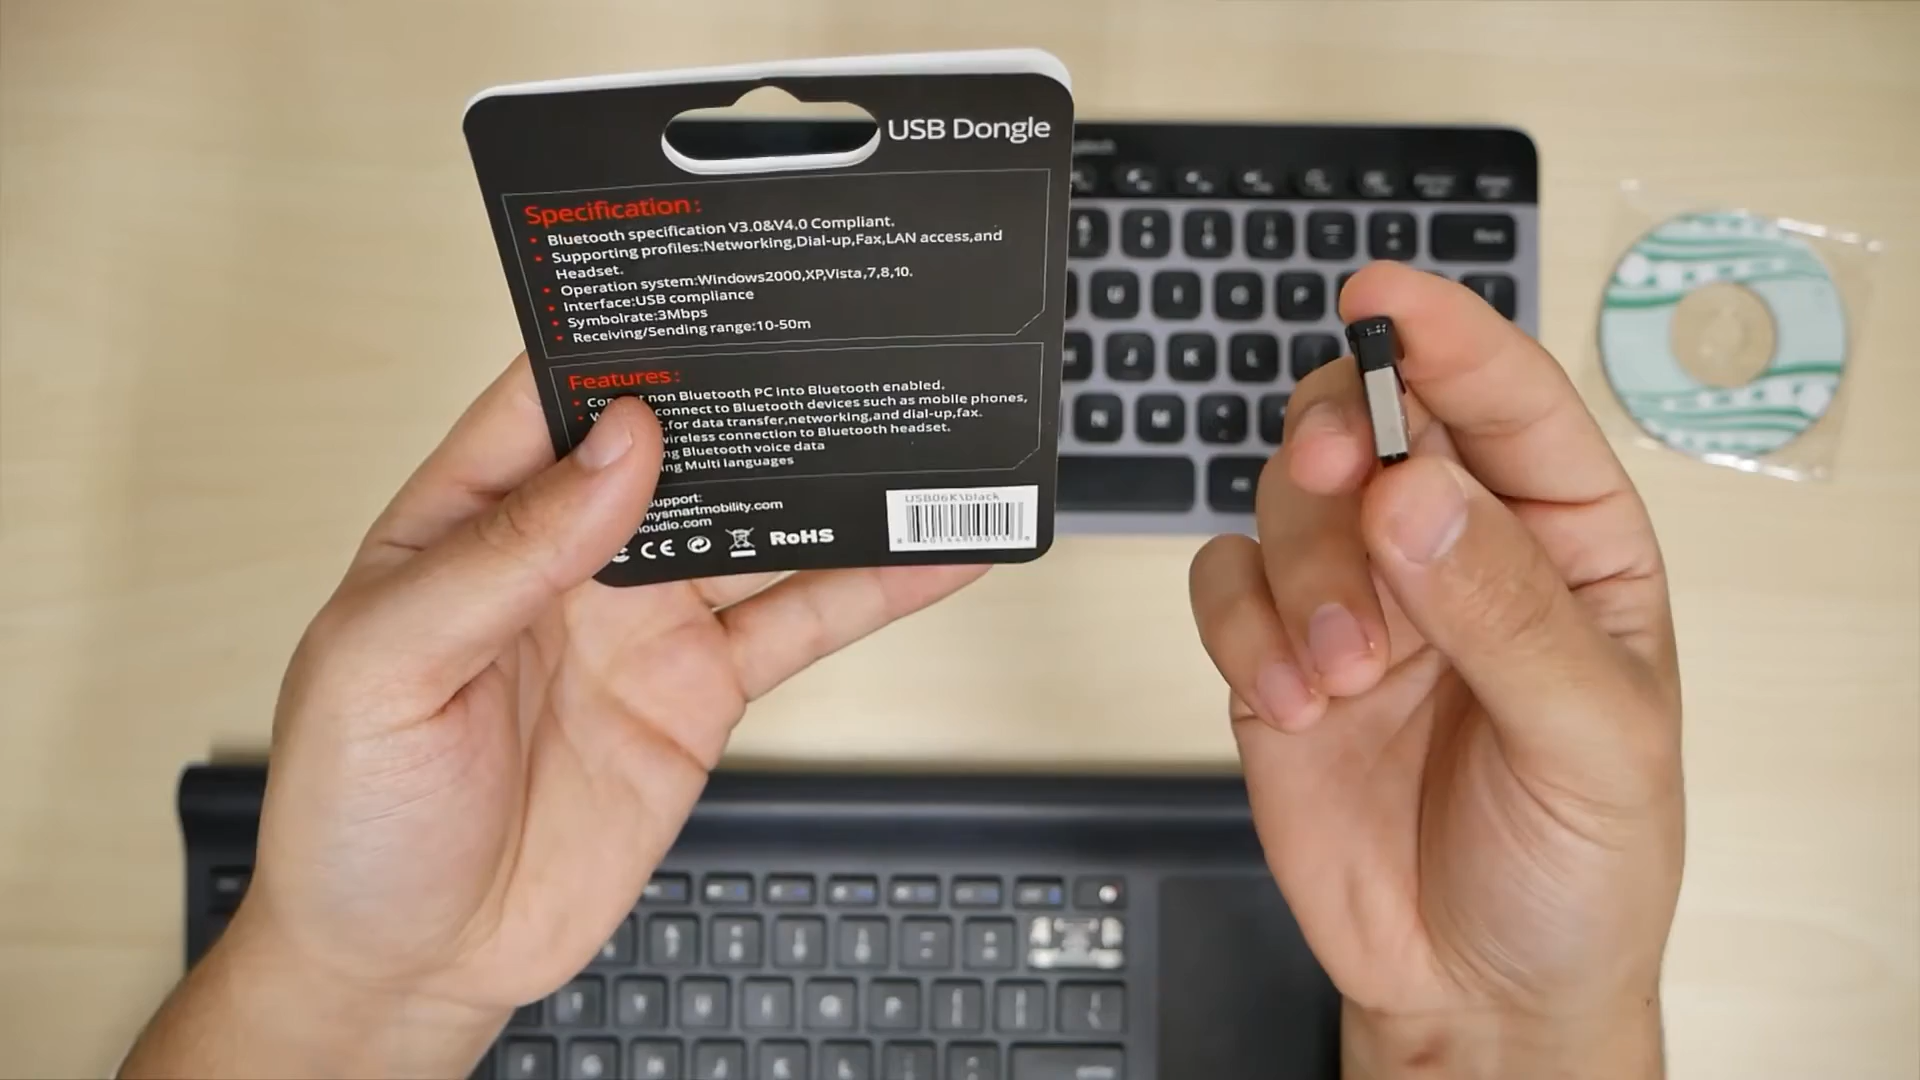 USB Dongle
Specification:
Bluetooth specification V3.0&V4.0 Compliant.
Supporting profiles:Networking,Dial-up,Fax,LAN access,and
Headset.
Operation system:Windows2000,XP,Vista,7,8,10.
Interface:USB compliance
Symbolrate:3Mbps
Receiving/Sending range:10-50m
Features:
non Bluetooth PC into Bluetooth enabled.
connect to Bluetooth devices such as mobile phones,
,for data transfer,networking,and dial-up,fax.
wireless connection to Bluetooth headset.
Bluetooth voice data
Multi languages
upport:
mysmartmobility.com
oudio.com
CE
RoHS
USB06K\black
U I O P
J K L
N M